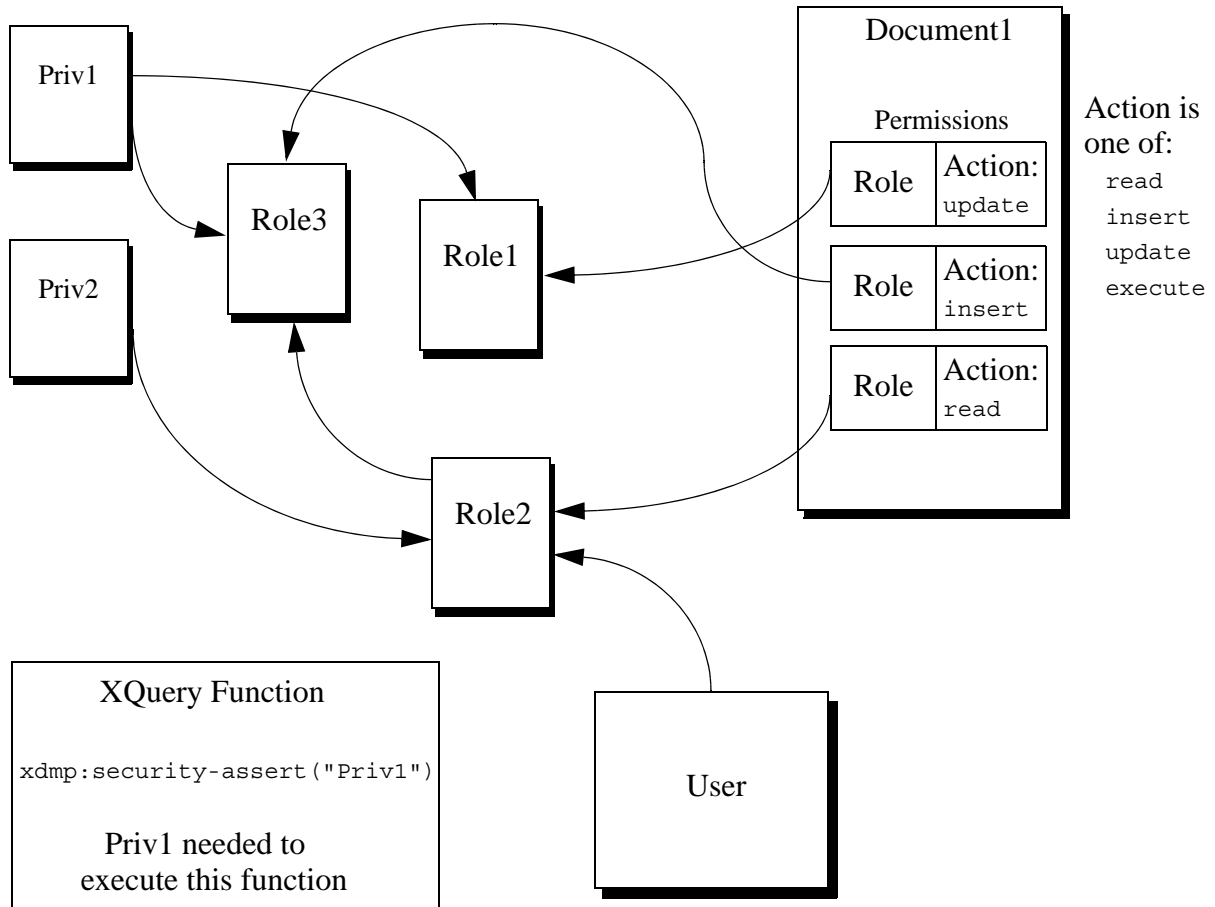 Document1
Priv1
Permissions
Action is
one of:
read
insert
update
execute
Role
Action:
update
Role3
Role1
Role
Action:
insert
Priv2
Role
Action:
read
Role2
XQuery Function
xdmp:security-assert("Priv1")
Priv1 needed to
execute this function
User